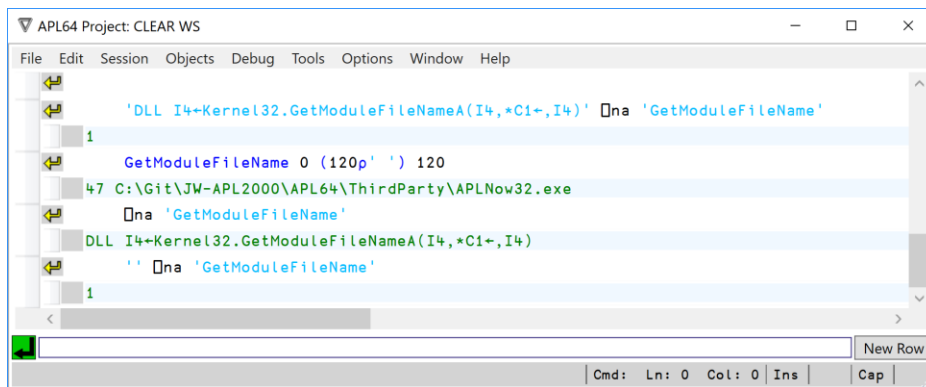 APL64 Project: CLEAR WS
File Edit Session Objects Debug Tools Options Window Help
'DLL I4←Kernel32.GetModuleFileNameA(I4,*C1←,I4)' ⎕na 'GetModuleFileName'
1
GetModuleFileName 0 (120⍴' ') 120
47 C:\Git\JW-APL2000\APL64\ThirdParty\APLNow32.exe
⎕na 'GetModuleFileName'
DLL I4←Kernel32.GetModuleFileNameA(I4,*C1←,I4)
'' ⎕na 'GetModuleFileName'
1
New Row
Cmd: Ln: 0 Col: 0 Ins Cap